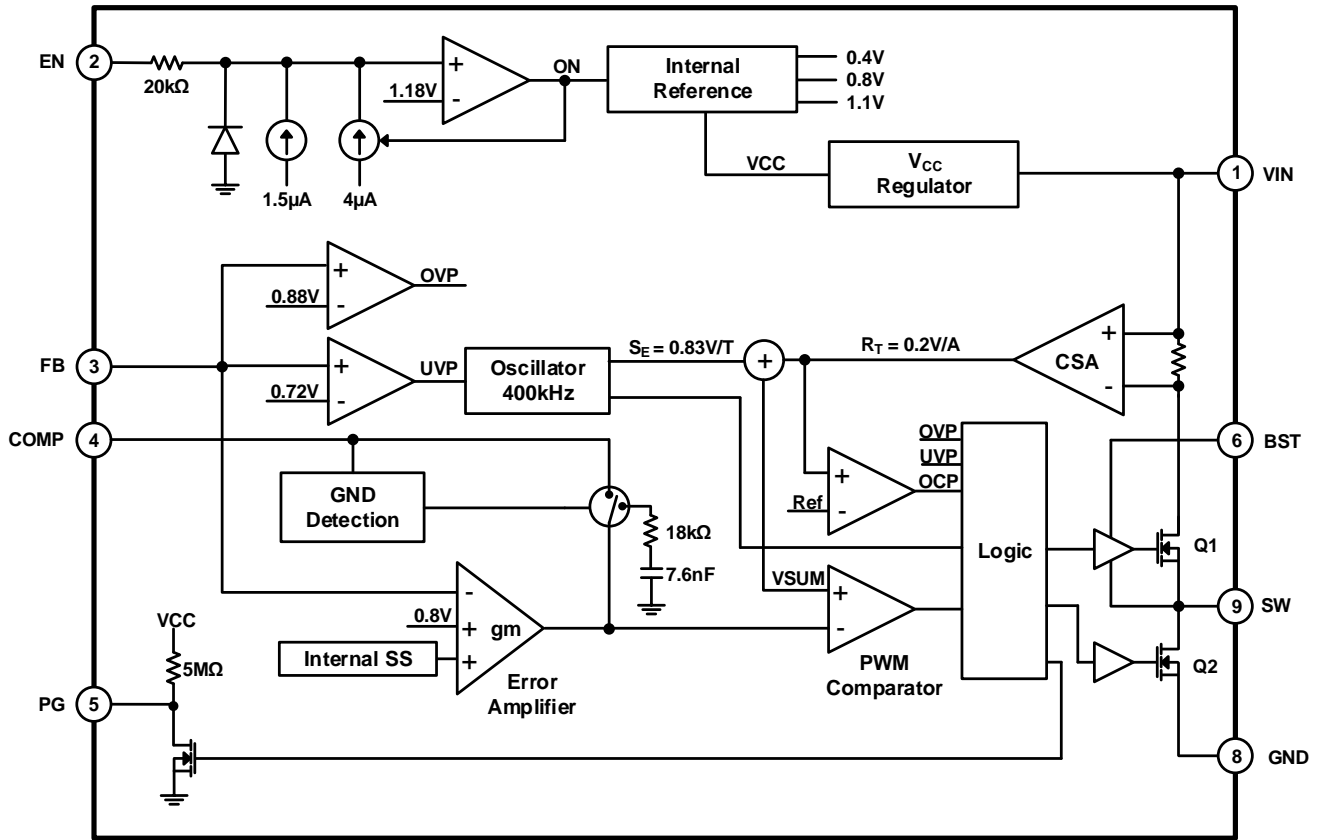 EN
2
20kΩ
1.18V
+
-
ON
Internal
Reference
0.4V
0.8V
1.1V
1.5µA
4µA
VCC
VCC
Regulator
1
VIN
+
-
0.88V
OVP
FB
3
+
-
0.72V
UVP
Oscillator
400kHz
SE = 0.83V/T
+
RT = 0.2V/A
CSA
+
-
COMP
4
GND
Detection
18kΩ
7.6nF
OVP
UVP
OCP
Ref
+
-
Logic
6
BST
Q1
VSUM
+
-
PWM
Comparator
9
SW
Q2
-
0.8V
+
gm
Internal SS
+
Error
Amplifier
VCC
5MΩ
PG
5
8
GND